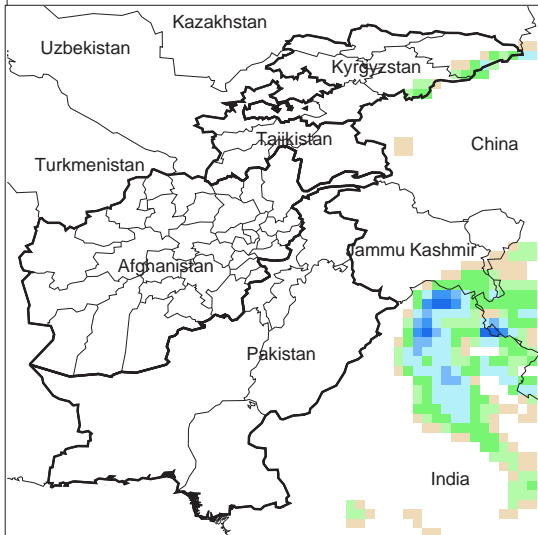 Kazakhstan
Uzbekistan
Kyrgyzstan
Tajikistan
China
Turkmenistan
Jammu Kashmir
Afghanistan
Pakistan
India